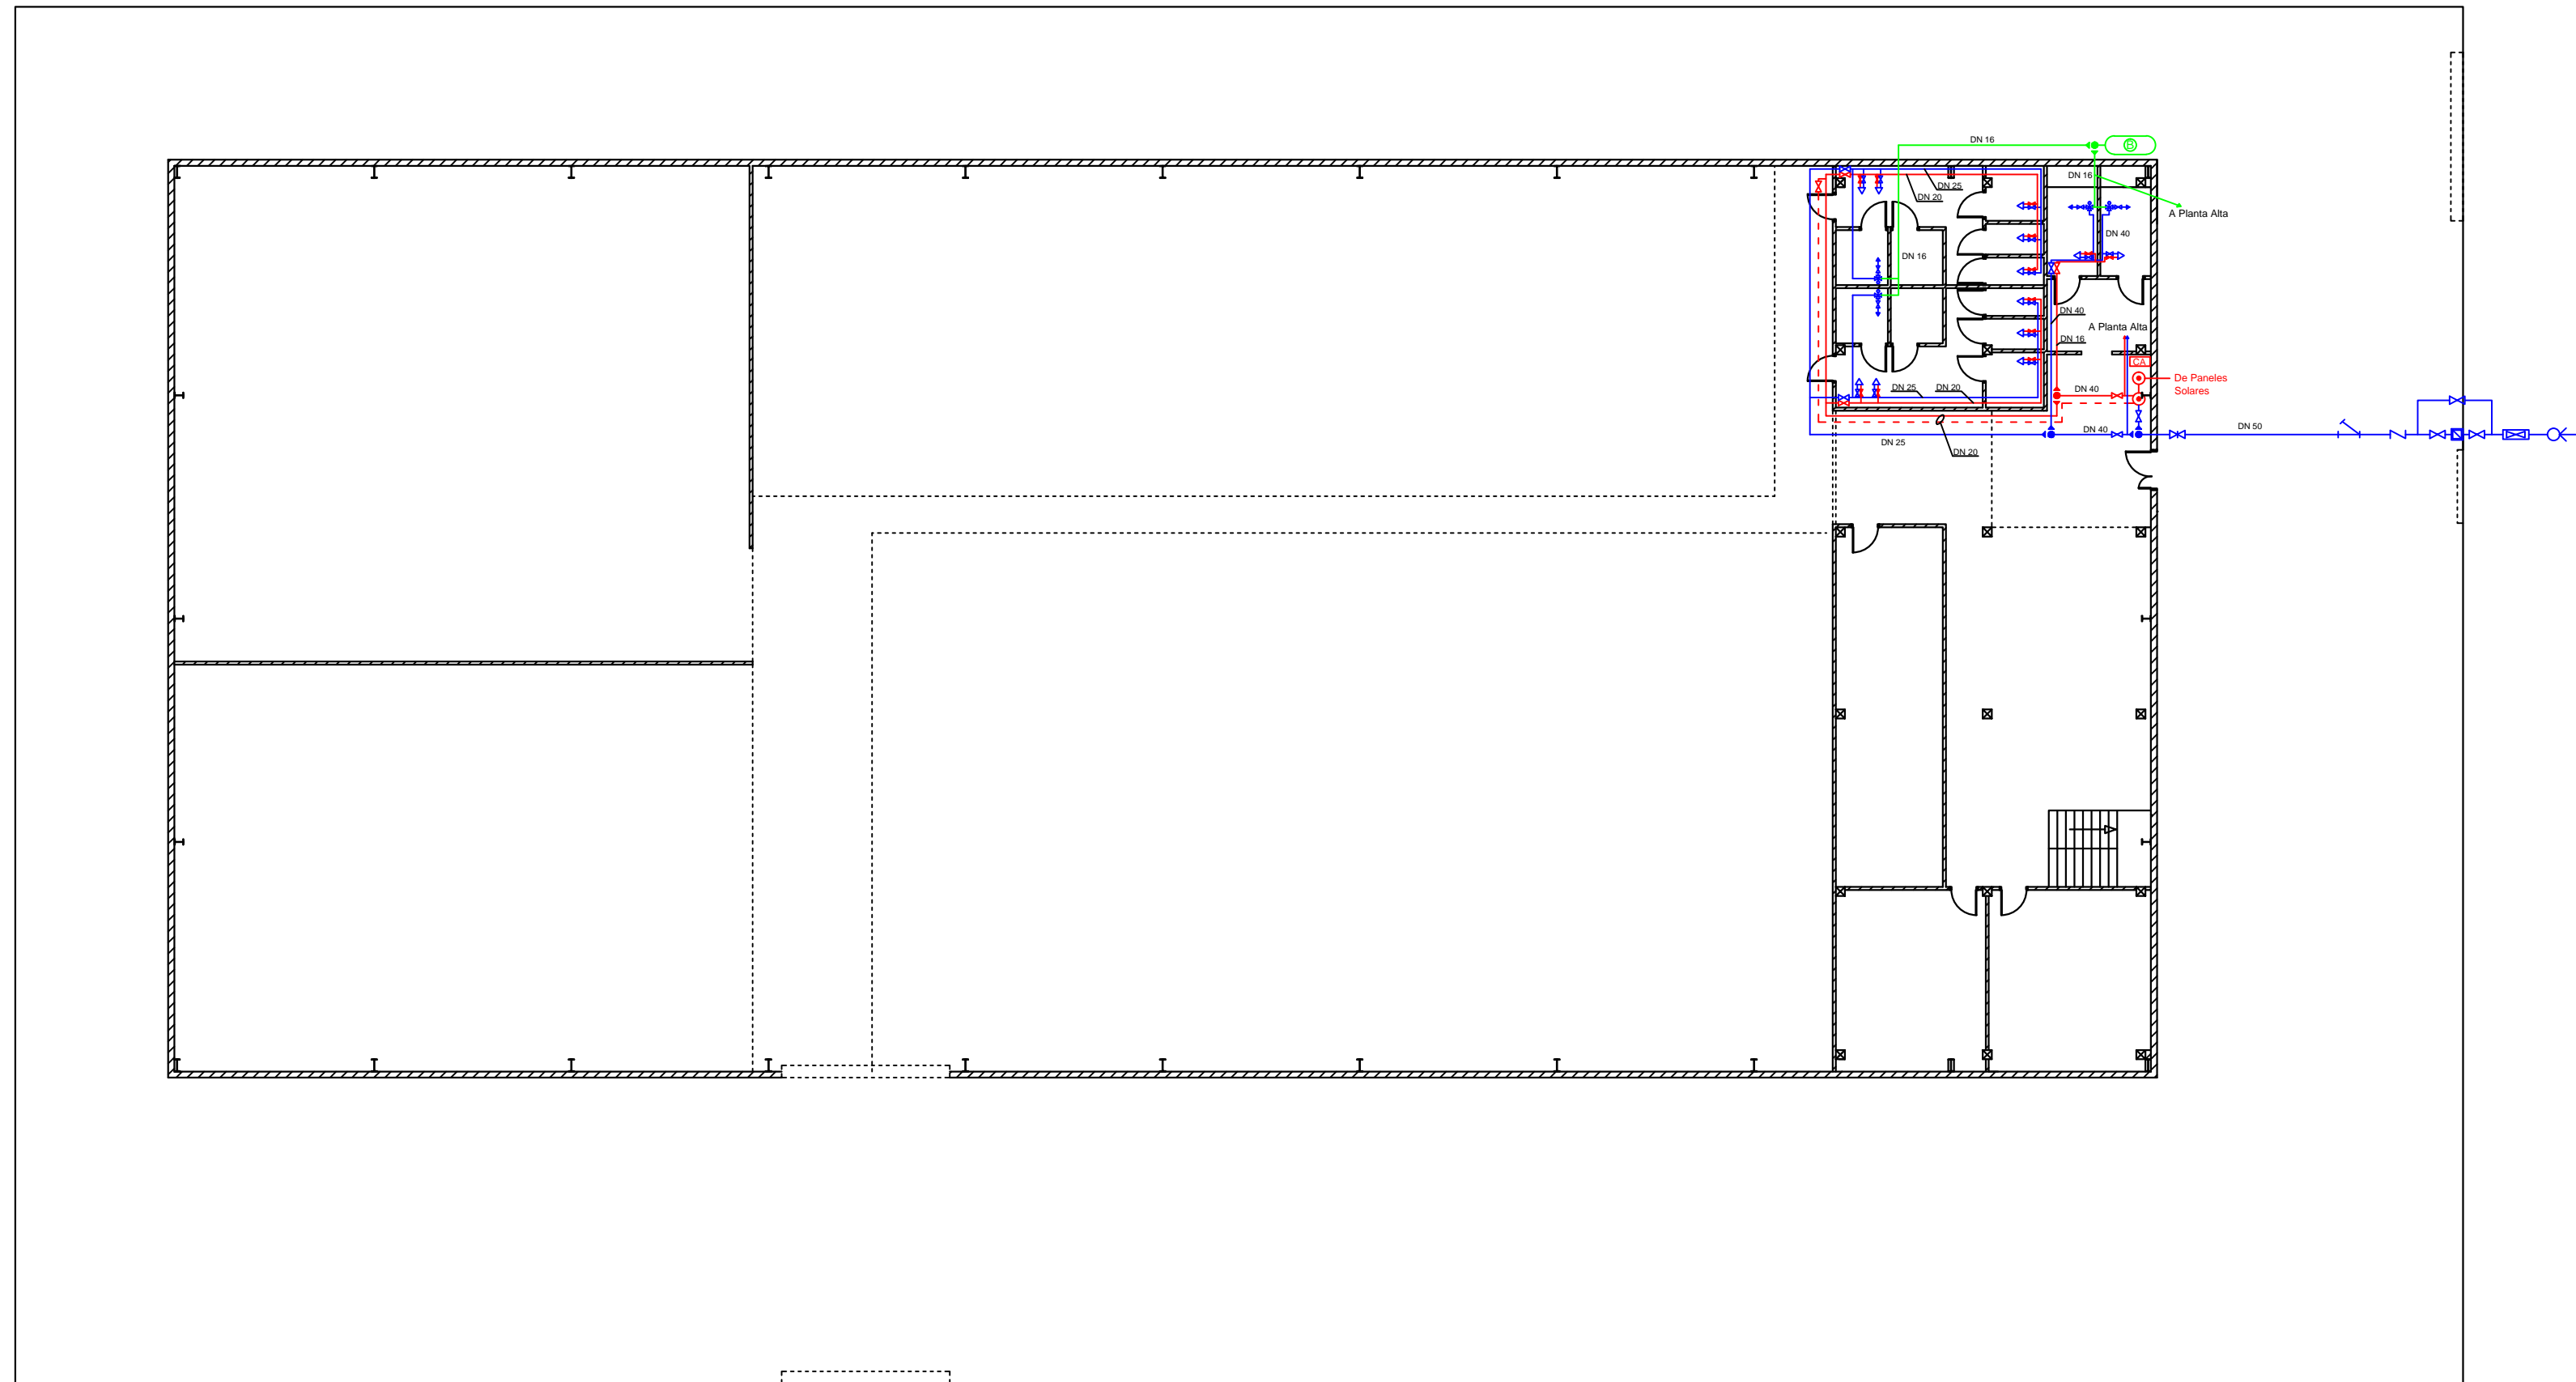 DN 16
B
DN 16
DN 25
DN 20
A Planta Alta
DN 40
DN 16
DN 40
A Planta Alta
DN 16
CA
De Paneles
Solares
DN 25
DN 20
DN 40
DN 50
DN 40
DN 25
DN 20